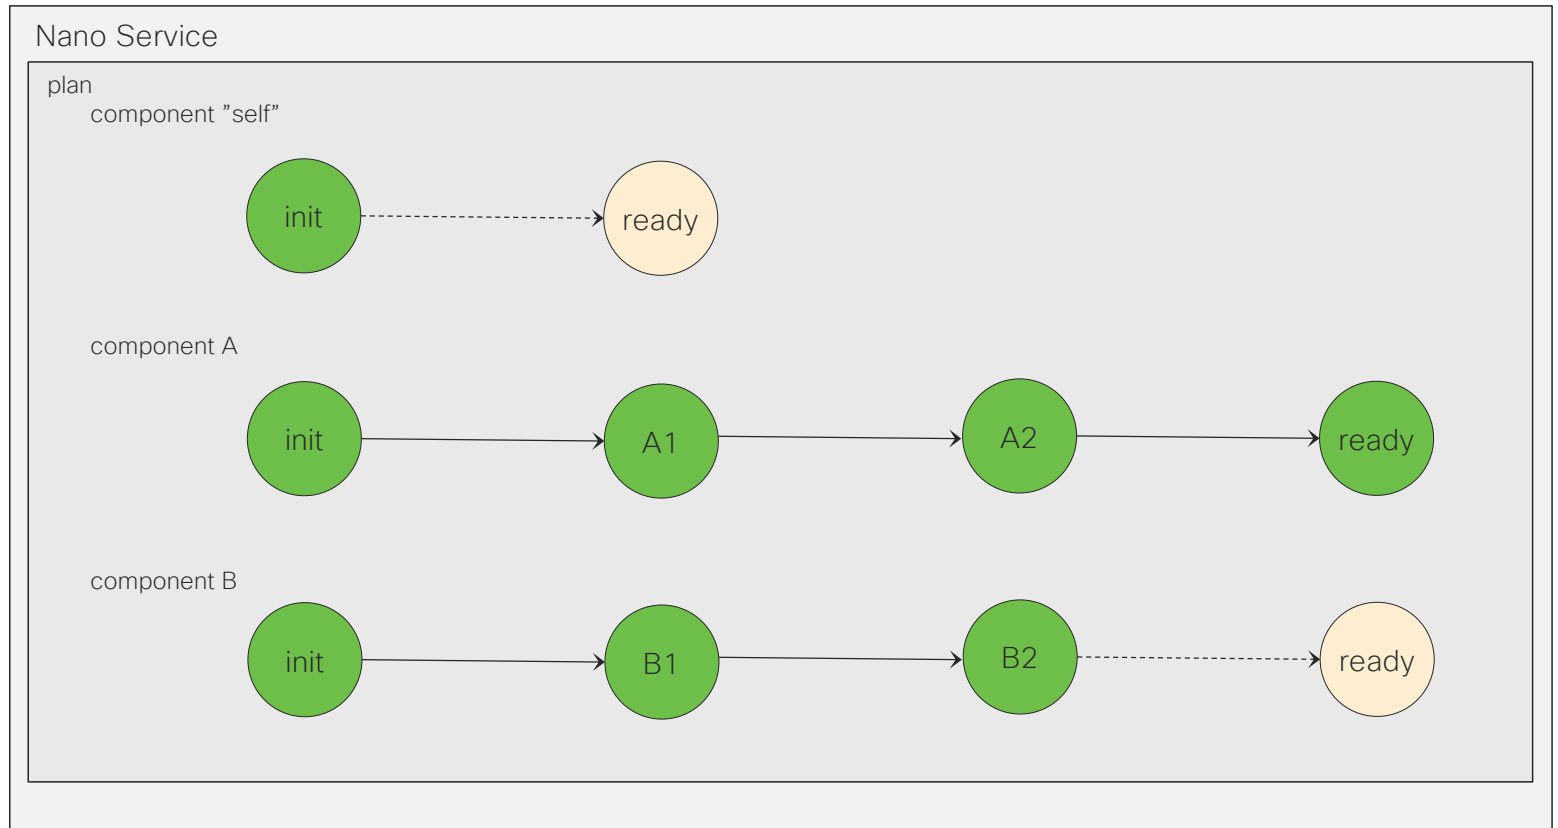 Nano Service
plan
component ”self”
init
ready
component A
init
A1
A2
ready
component B
init
B1
B2
ready